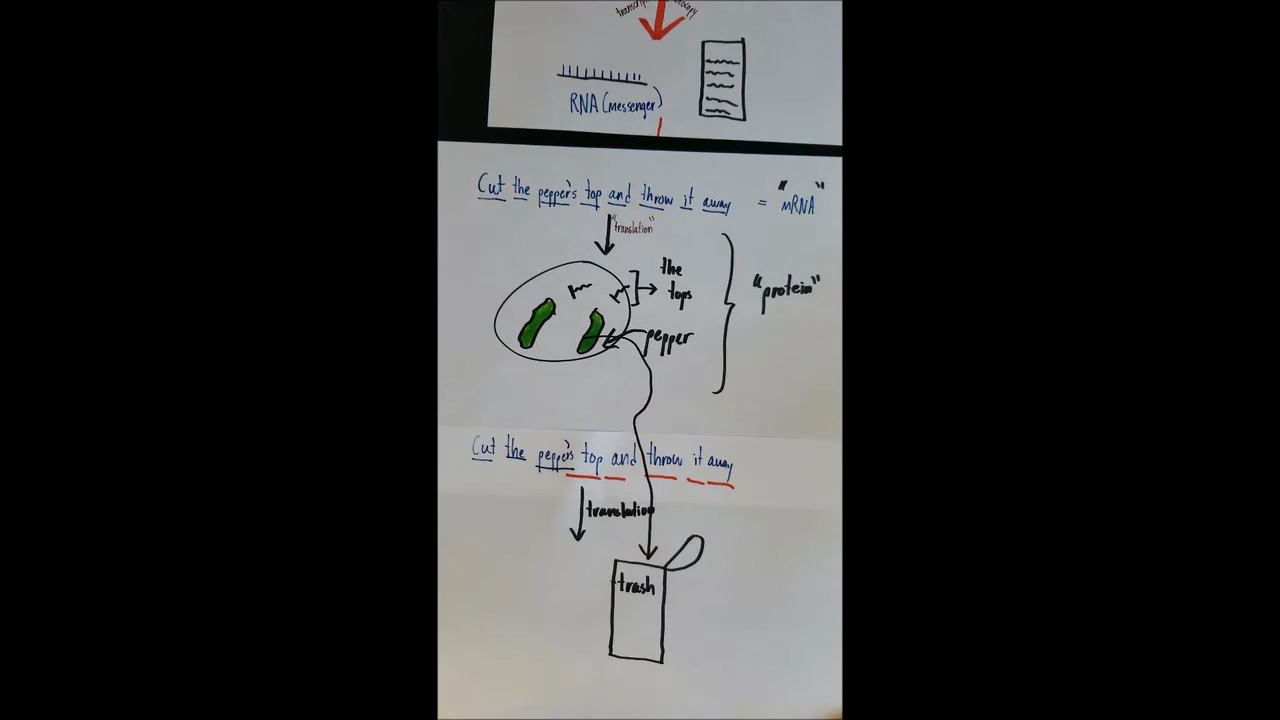 RNA (messenger)
Cut the pepper's top and throw it away = "mRNA"
"translation"
the
tops
pepper
"protein"
Cut the pepper's top and throw it away
translation
trash